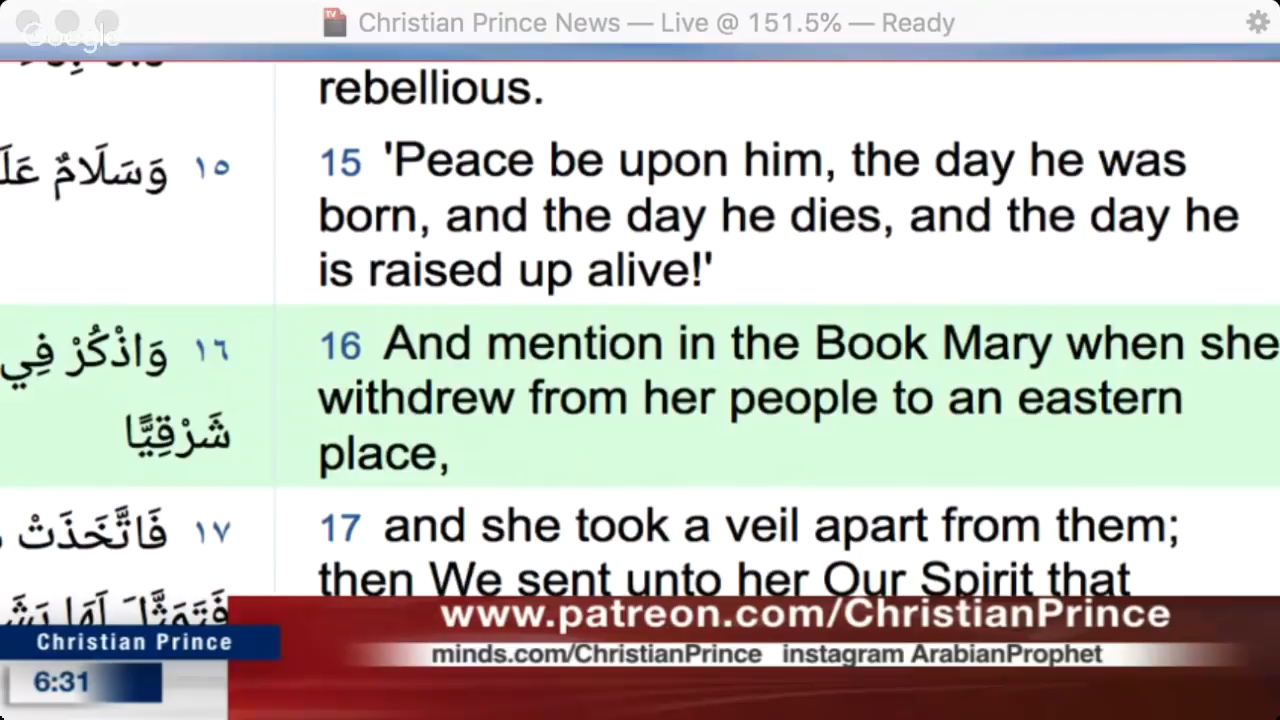 Christian Prince News — Live @ 151.5% — Ready
Google
rebellious.
وَسَلَامٌ ١٥
15 'Peace be upon him, the day he was
born, and the day he dies, and the day he
is raised up alive!'
١٦ وَاذْكُرْ فِي
شَرْقِيًّا
16 And mention in the Book Mary when she
withdrew from her people to an eastern
place,
١٧ فَاتَّخَذَتْ
17 and she took a veil apart from them;
then We sent unto her Our Spirit that
www.patreon.com/ChristianPrince
Christian Prince
minds.com/ChristianPrince instagram ArabianProphet
6:31